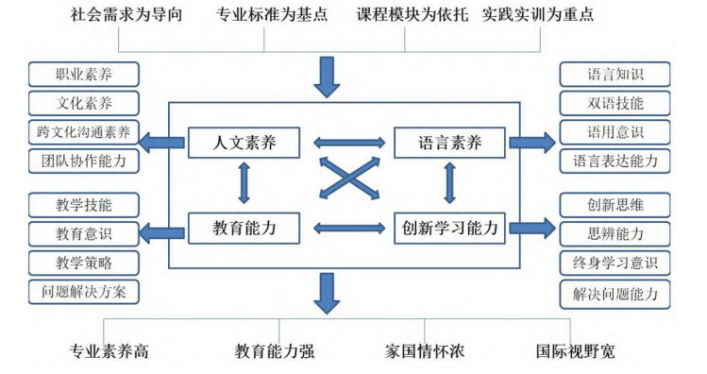 社会需求为导向 专业标准为基点 课程模块为依托 实践实训为重点
职业素养
文化素养
跨文化沟通素养
团队协作能力
教学技能
教育意识
教学策略
问题解决方案
人文素养 语言素养
教育能力 创新学习能力
语言知识
双语技能
语用意识
语言表达能力
创新思维
思辨能力
终身学习意识
解决问题能力
专业素养高 教育能力强 家国情怀浓 国际视野宽